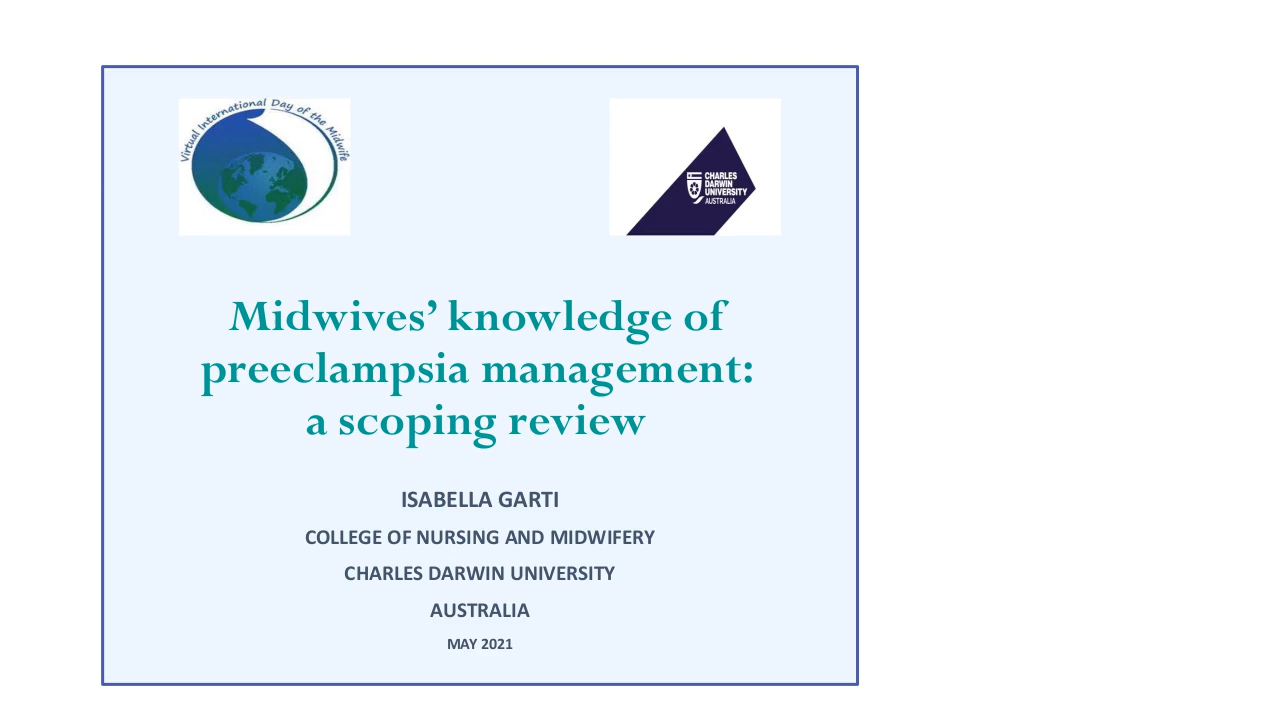 Virtual International Day of the Midwife
CHARLES
DARWIN
UNIVERSITY
AUSTRALIA
Midwives’ knowledge of
preeclampsia management:
a scoping review
ISABELLA GARTI
COLLEGE OF NURSING AND MIDWIFERY
CHARLES DARWIN UNIVERSITY
AUSTRALIA
MAY 2021